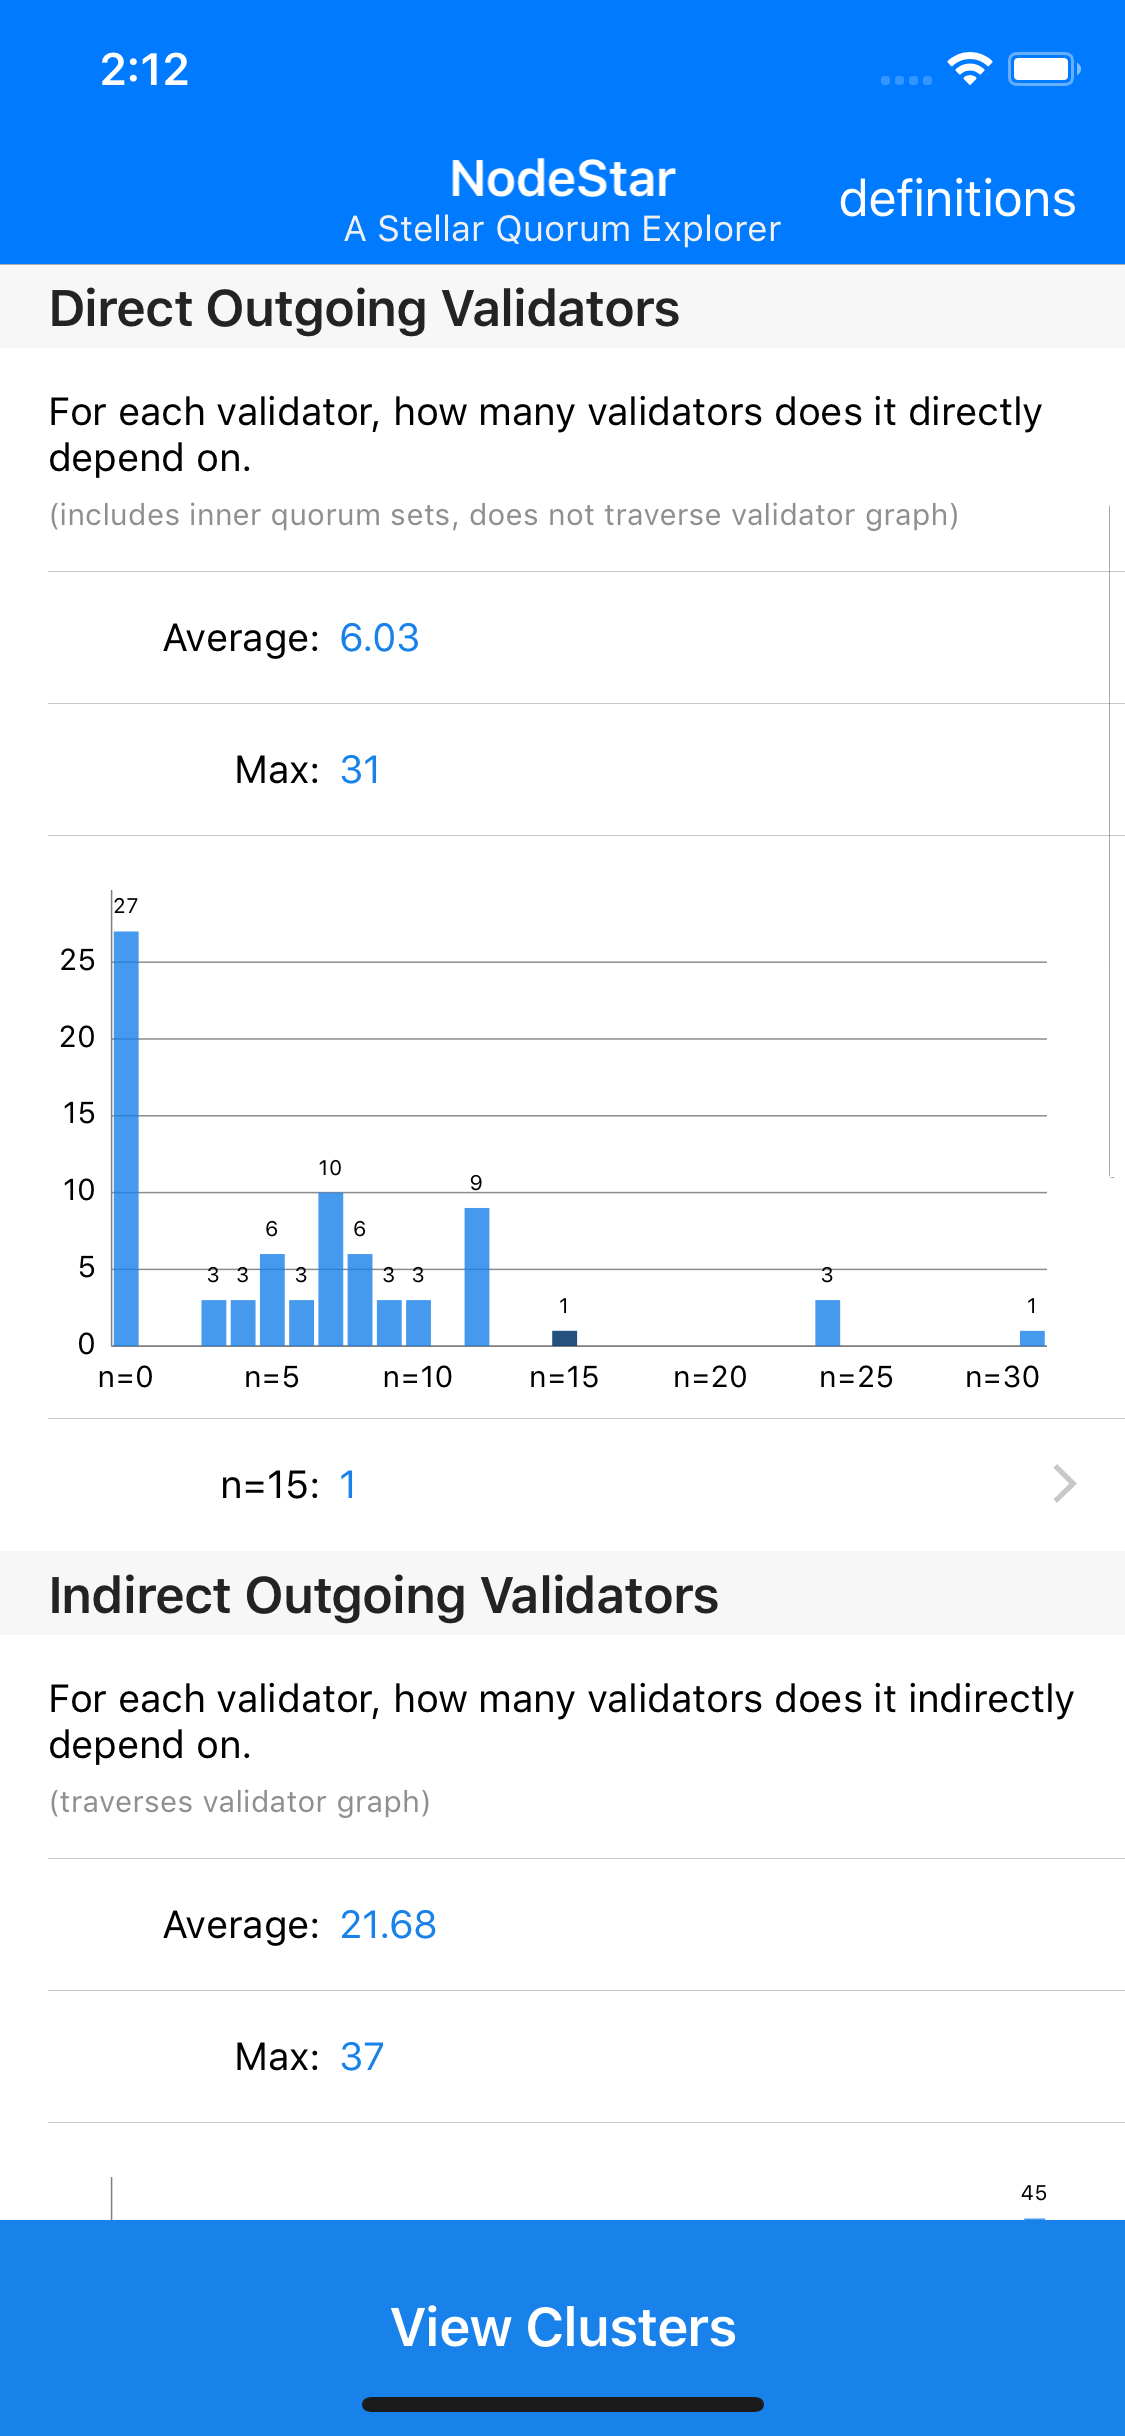 2:12
NodeStar
A Stellar Quorum Explorer
definitions
Direct Outgoing Validators
For each validator, how many validators does it directly
depend on.
(includes inner quorum sets, does not traverse validator graph)
Average: 6.03
Max: 31
27
25
20
15
10
10
9
6 6
5
3 3 3 3 3 3
1 1
0
n=0 n=5 n=10 n=15 n=20 n=25 n=30
n=15: 1
Indirect Outgoing Validators
For each validator, how many validators does it indirectly
depend on.
(traverses validator graph)
Average: 21.68
Max: 37
45
View Clusters